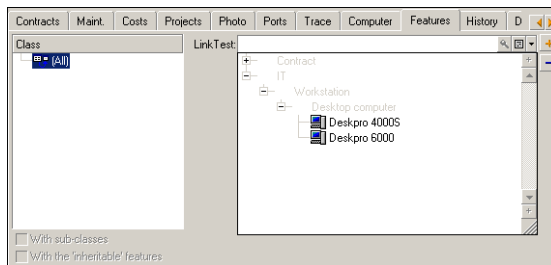 Contracts Maint. Costs Projects Photo Ports Trace Computer Features History D
Class
LinkTest:
(All)
Contract
IT
Workstation
Desktop computer
Deskpro 4000S
Deskpro 6000
With sub-classes
With the 'inheritable' features